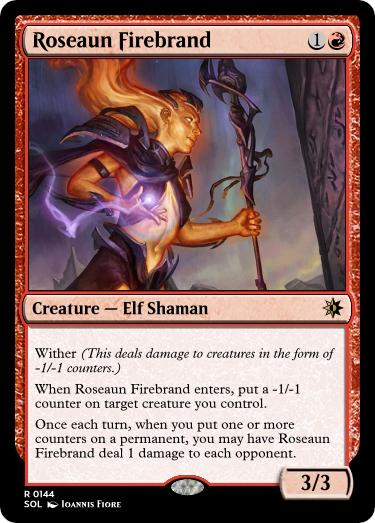 Roseaun Firebrand 1
Creature — Elf Shaman
Wither (This deals damage to creatures in the form of
-1/-1 counters.)
When Roseaun Firebrand enters, put a -1/-1
counter on target creature you control.
Once each turn, when you put one or more
counters on a permanent, you may have Roseaun
Firebrand deal 1 damage to each opponent.
3/3
R 0144
SOL Ioannis Fiore